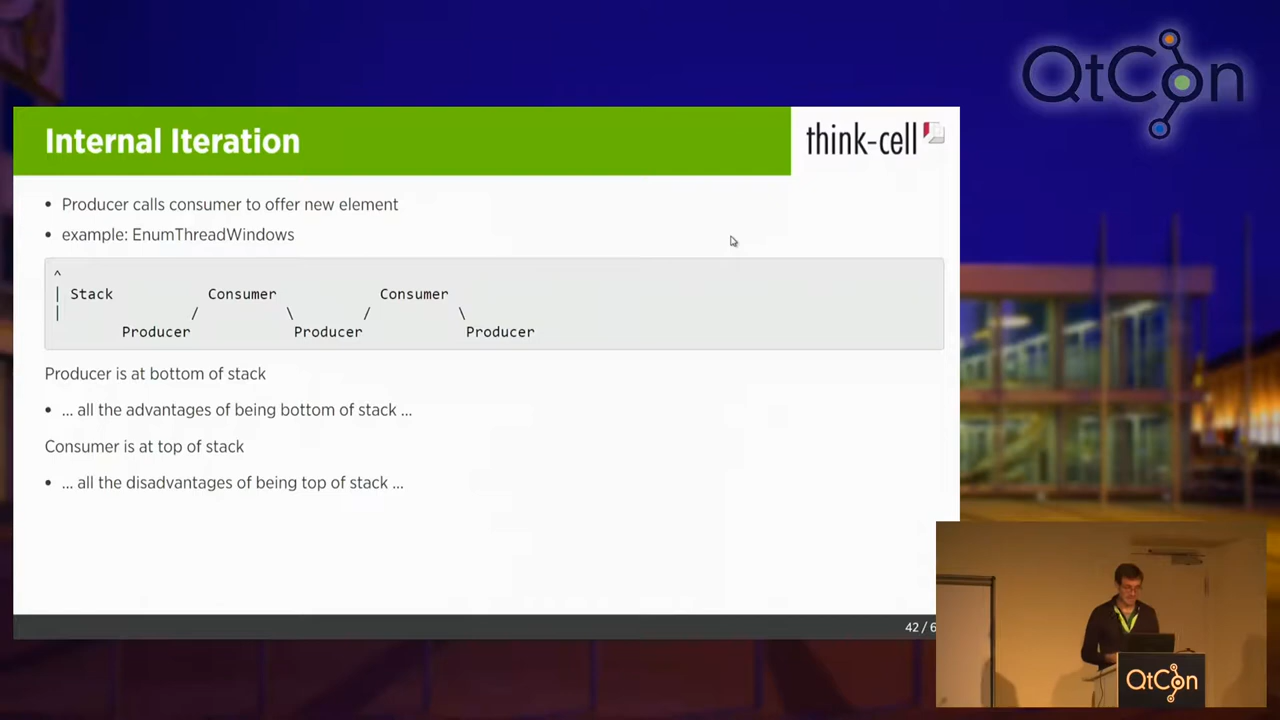 QtCon
Internal Iteration
think-cell
• Producer calls consumer to offer new element
• example: EnumThreadWindows
^
| Stack           Consumer            Consumer
|               /          \        /          \
        Producer            Producer            Producer
Producer is at bottom of stack
• ... all the advantages of being bottom of stack ...
Consumer is at top of stack
• ... all the disadvantages of being top of stack ...
42 / 6
QtCon